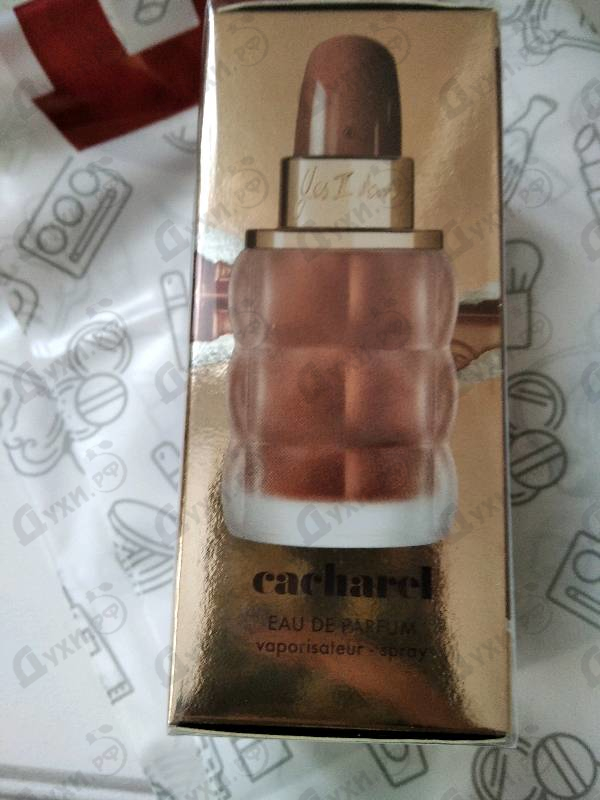 Yes I Am
cacharel
EAU DE PARFUM
vaporisateur - spray
Духи.РФ